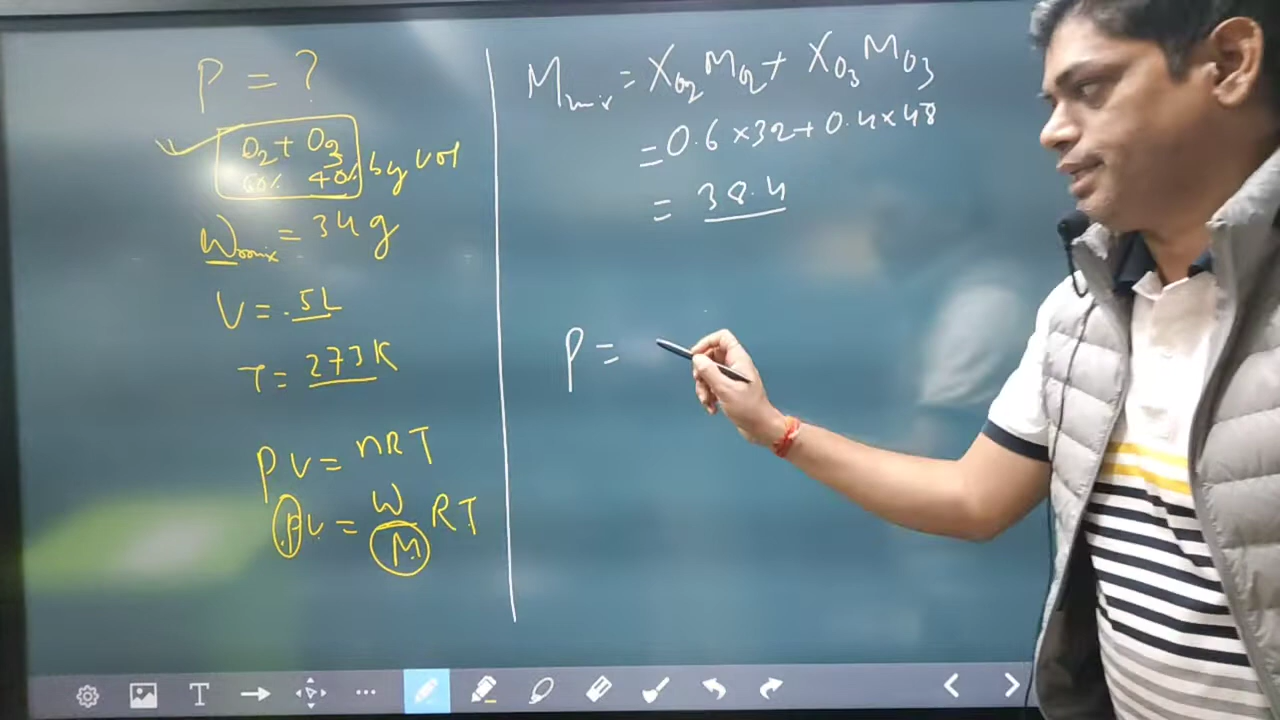 P = ?
O₂ + O₃
60% 40% by vol
Wmix = 34 g
V = .5L
T = 273K
PV = nRT
PV = W/M RT
Mmix = XO₂ MO₂ + XO₃ MO₃
= 0.6 × 32 + 0.4 × 48
= 38.4
P =
T